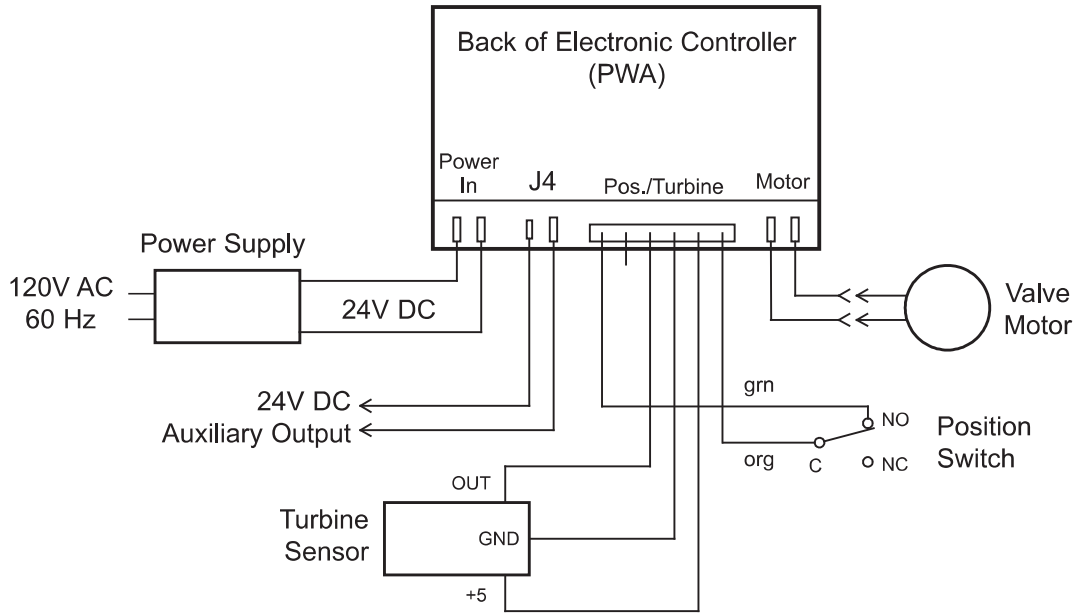 Back of Electronic Controller
(PWA)
Power
In
J4
Pos./Turbine
Motor
Power Supply
120V AC
60 Hz
24V DC
Valve
Motor
24V DC
Auxiliary Output
grn
org
NO
C
NC
Position
Switch
OUT
Turbine
Sensor
GND
+5